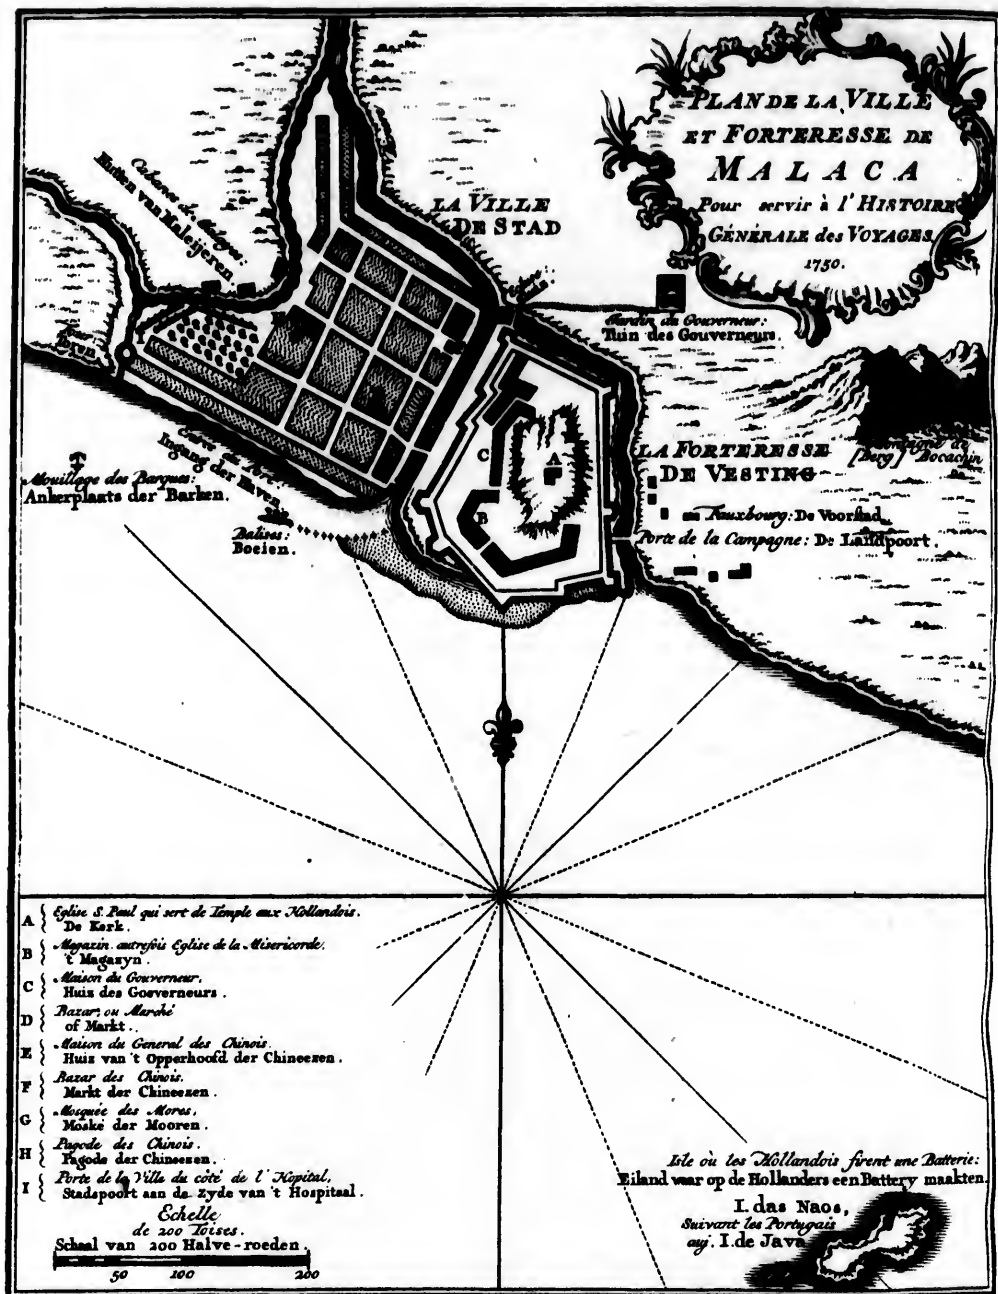 PLAN DE LA VILLE
ET FORTERESSE DE
MALACA
Pour servir à l'HISTOIRE
GÉNÉRALE des VOYAGES.
1750.
Cabanes de Malayes:
Huten van Maleijeren
LA VILLE
DE STAD
Jardin du Gouverneur:
Tuin des Gouverneurs.
Toren
Ingang der Haven
Mouillage des Barques:
Ankerplaats der Barken.
Balises:
Boeien.
C
A
B
LA FORTERESSE
DE VESTING
[Berg] Bocachin
Fauxbourg: De Voorstad
Porte de la Campagne: De Landpoort.
A Eglise S. Paul qui sert de Temple aux Hollandois.
De Kerk.
B Magazin autrefois Eglise de la Misericorde.
't Magazyn.
C Maison du Gouverneur.
Huis des Goeverneurs.
D Bazar, ou Marché
of Markt.
E Maison du General des Chinois.
Huis van 't Opperhoofd der Chineezen.
F Bazar des Chinois.
Markt der Chineezen.
G Mosquée des Mores.
Moské der Mooren.
H Pagode des Chinois.
Pagode der Chineezen.
I Porte de la Ville du côté de l'Hopital,
Stadspoort aan de Zyde van 't Hospitaal.
Echelle
de 200 Toises.
Schaal van 200 Halve-roeden.
50 100 200
Isle où les Hollandois firent une Batterie:
Eiland waar op de Hollanders een Battery maakten.
I. das Naos,
Suivant les Portugais
auj. I. de Java